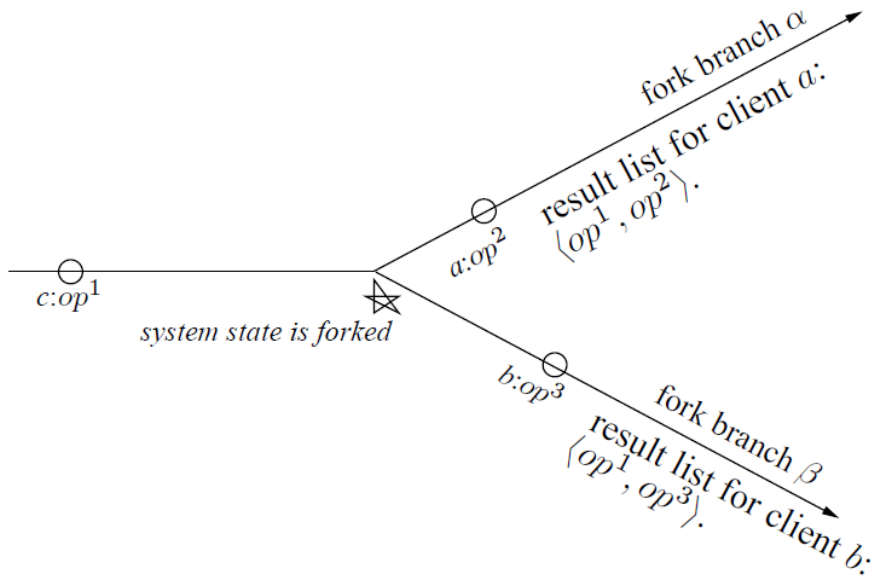 fork branch α
result list for client a:
⟨op¹, op²⟩.
a:op²
c:op¹
system state is forked
b:op³
fork branch β
result list for client b:
⟨op¹, op³⟩.